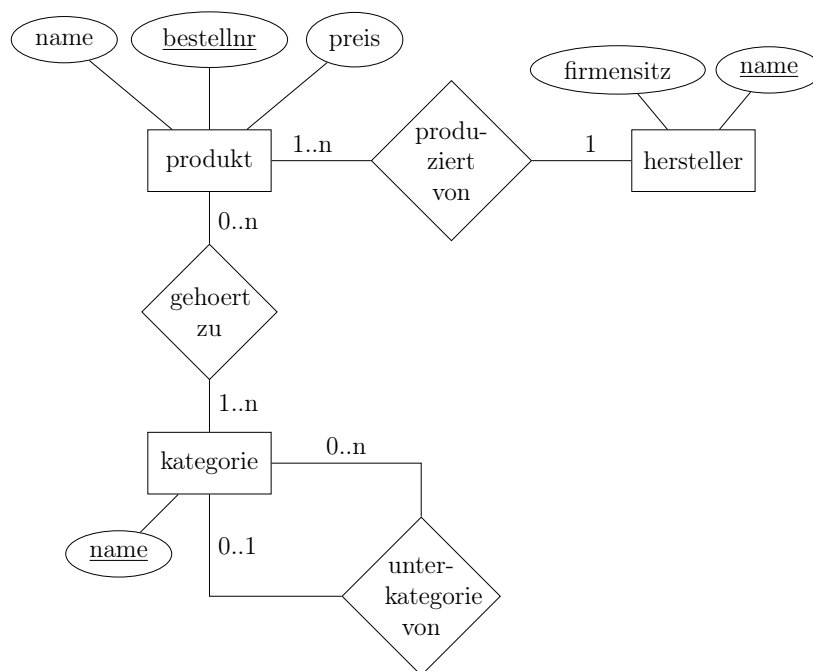 name
bestellnr
preis
firmensitz
name
produkt
1..n
produ-
ziert
von
1
hersteller
0..n
gehoert
zu
1..n
kategorie
0..n
name
0..1
unter-
kategorie
von